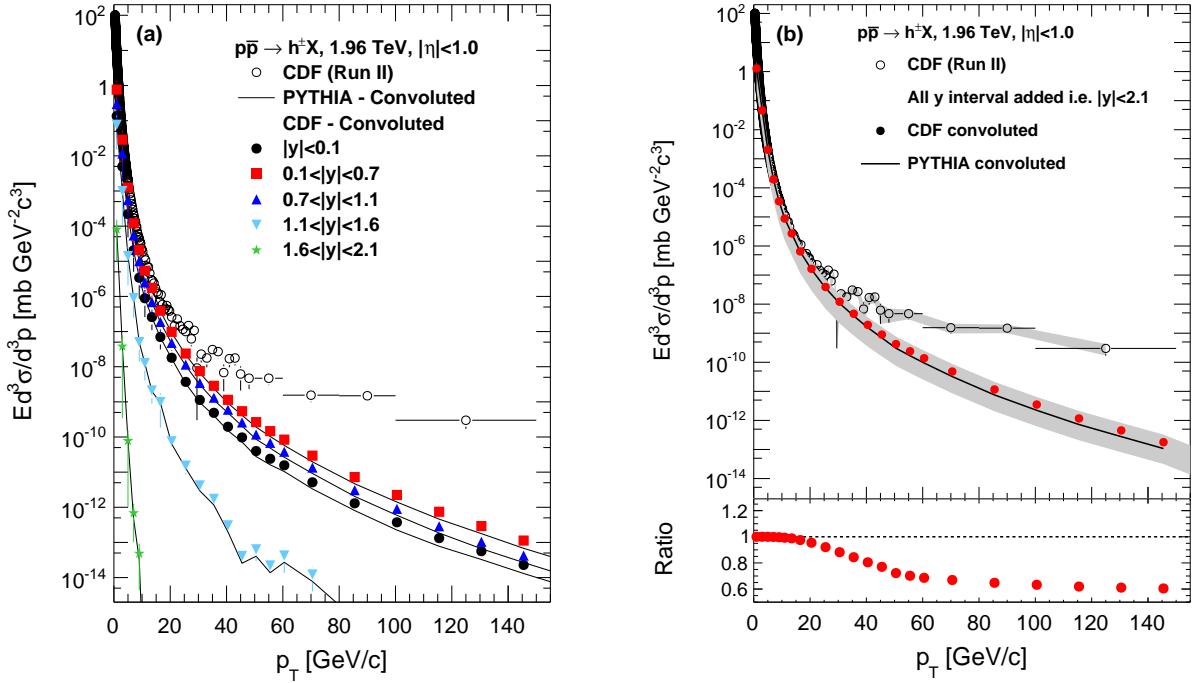 (a)
pp̅ → h±X, 1.96 TeV, |η|<1.0
CDF (Run II)
PYTHIA - Convoluted
CDF - Convoluted
|y|<0.1
0.1<|y|<0.7
0.7<|y|<1.1
1.1<|y|<1.6
1.6<|y|<2.1
Ed³σ/d³p [mb GeV⁻²c³]
10²
1
10⁻²
10⁻⁴
10⁻⁶
10⁻⁸
10⁻¹⁰
10⁻¹²
10⁻¹⁴
0 20 40 60 80 100 120 140
p_T [GeV/c]
(b)
pp̅ → h±X, 1.96 TeV, |η|<1.0
CDF (Run II)
All y interval added i.e. |y|<2.1
CDF convoluted
PYTHIA convoluted
Ed³σ/d³p [mb GeV⁻²c³]
10²
1
10⁻²
10⁻⁴
10⁻⁶
10⁻⁸
10⁻¹⁰
10⁻¹²
10⁻¹⁴
Ratio
1.2
1
0.8
0.6
0 20 40 60 80 100 120 140
p_T [GeV/c]